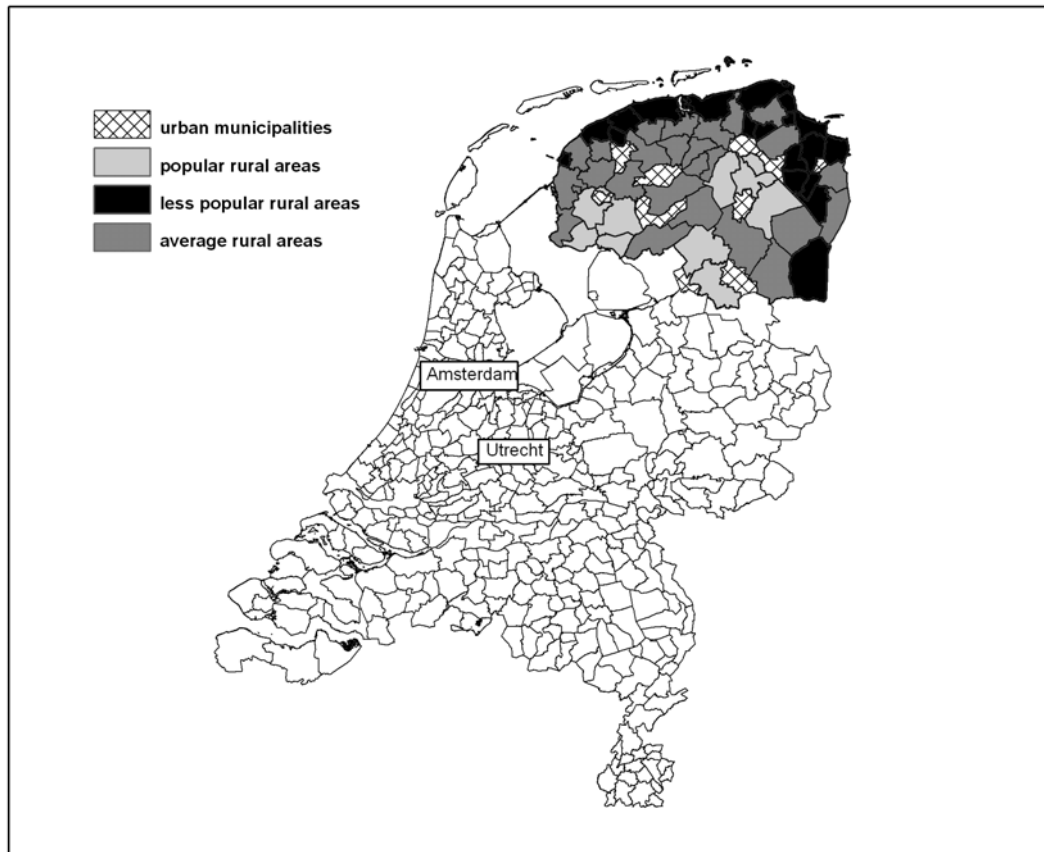 urban municipalities
popular rural areas
less popular rural areas
average rural areas
Amsterdam
Utrecht